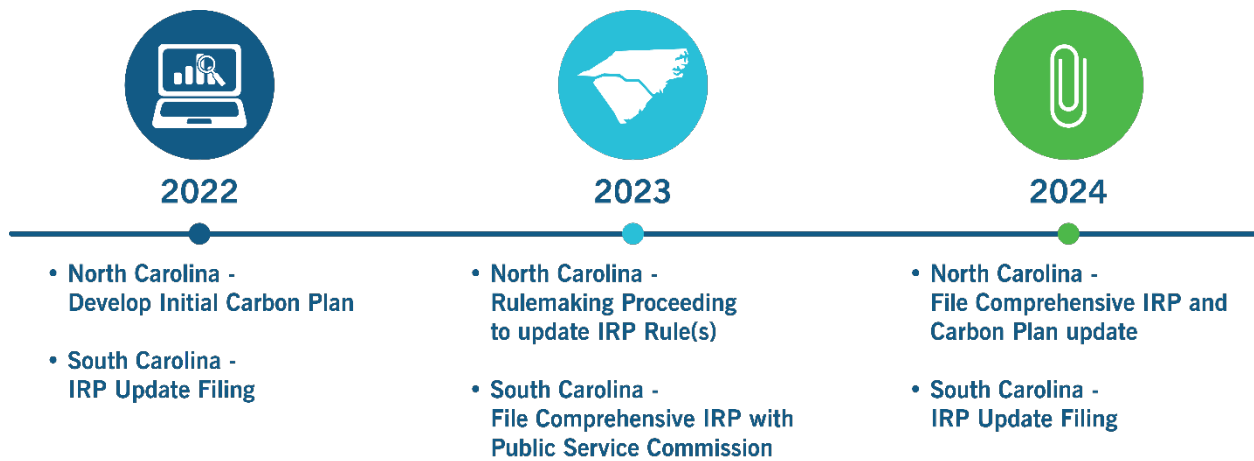 2022
2023
2024
• North Carolina -
Develop Initial Carbon Plan
• South Carolina -
IRP Update Filing
• North Carolina -
Rulemaking Proceeding
to update IRP Rule(s)
• South Carolina -
File Comprehensive IRP with
Public Service Commission
• North Carolina -
File Comprehensive IRP and
Carbon Plan update
• South Carolina -
IRP Update Filing